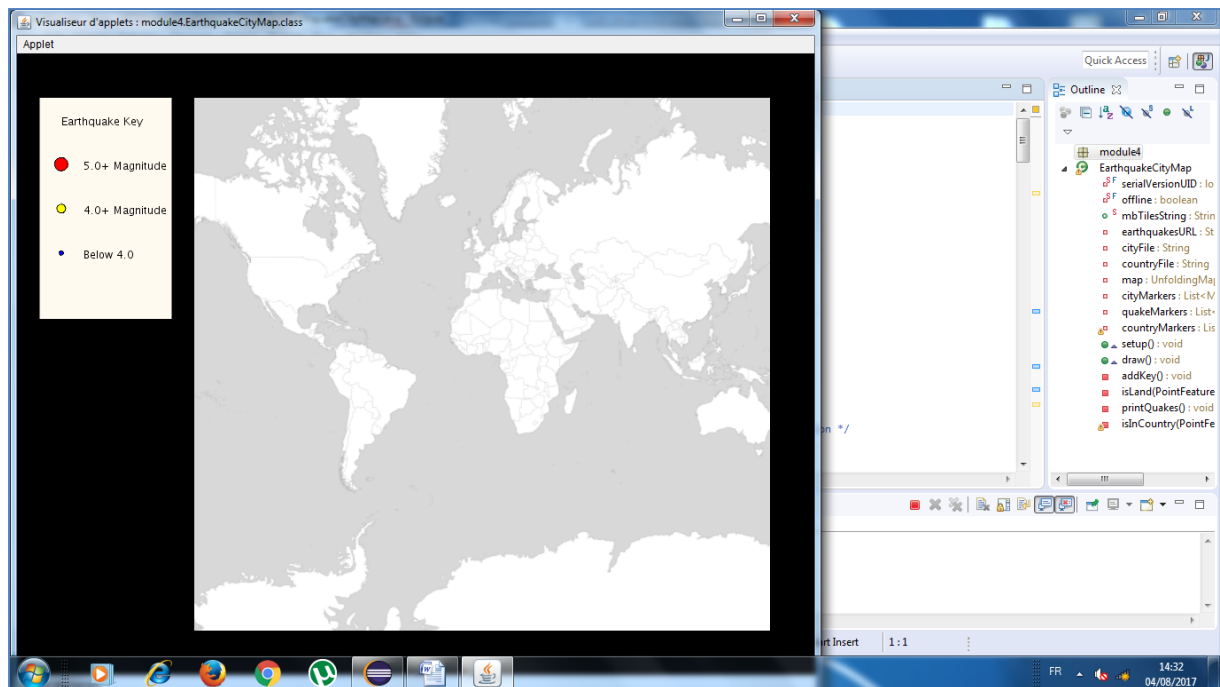 Visualiseur d'applets : module4.EarthquakeCityMap.class
Applet
Earthquake Key
5.0+ Magnitude
4.0+ Magnitude
Below 4.0
Quick Access
Outline
module4
EarthquakeCityMap
serialVersionUID : lo
offline : boolean
mbTilesString : Strin
earthquakesURL : St
cityFile : String
countryFile : String
map : UnfoldingMa
cityMarkers : List<M
quakeMarkers : List
countryMarkers : Lis
setup() : void
draw() : void
addKey() : void
isLand(PointFeature
printQuakes() : void
isInCountry(PointFe
on */
rt Insert
1 : 1
FR
14:32
04/08/2017